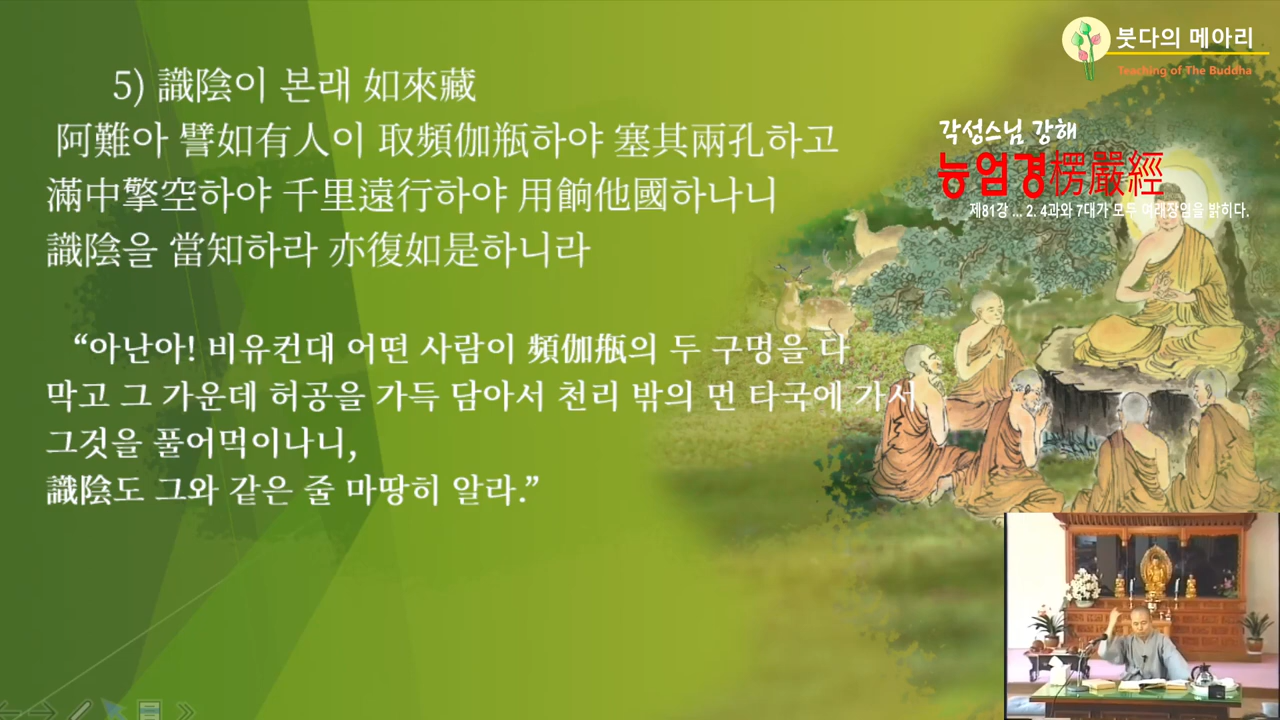 5) 識陰이 본래 如來藏
阿難아 譬如有人이 取頻伽瓶하야 塞其兩孔하고
滿中擎空하야 千里遠行하야 用餉他國하나니
識陰을 當知하라 亦復如是하니라
“아난아! 비유컨대 어떤 사람이 頻伽甁의 두 구멍을 다
막고 그 가운데 허공을 가득 담아서 천리 밖의 먼 타국에 가서
그것을 풀어먹이나니,
識陰도 그와 같은 줄 마땅히 알라.”
붓다의 메아리
Teaching of The Buddha
각성스님 강해
능엄경楞嚴經
제81강 ... 2. 4과와 7대가 모두 여래장임을 밝히다.